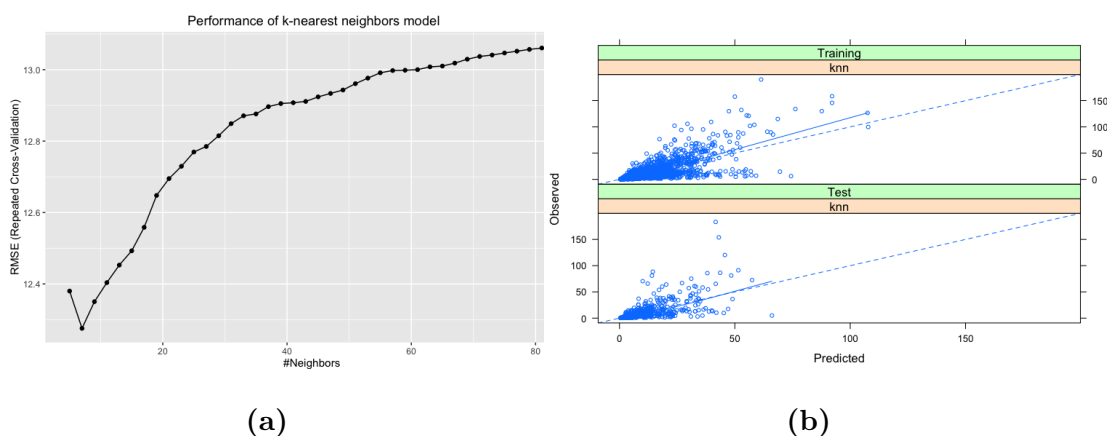 Performance of k-nearest neighbors model
RMSE (Repeated Cross-Validation)
13.0
12.8
12.6
12.4
20
40
60
80
#Neighbors
(a)
Observed
Training
knn
150
100
50
0
Test
knn
150
100
50
0
0
50
100
150
Predicted
(b)